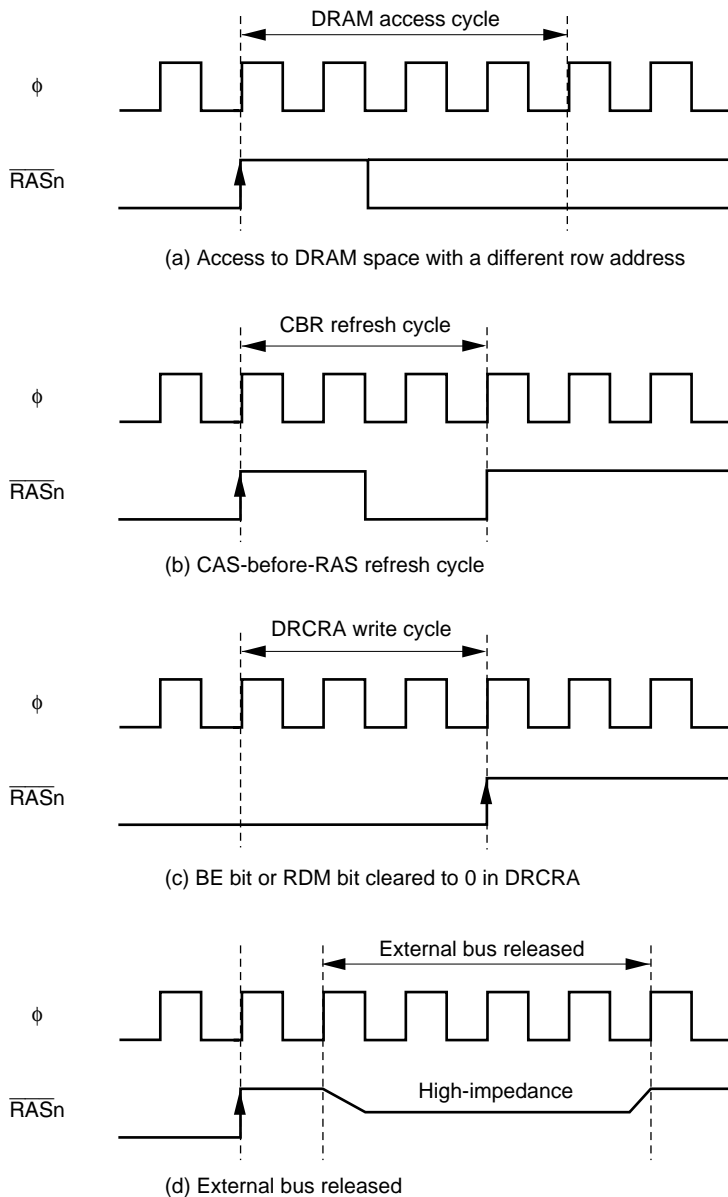 DRAM access cycle
φ
RASn
(a) Access to DRAM space with a different row address
CBR refresh cycle
φ
RASn
(b) CAS-before-RAS refresh cycle
DRCRA write cycle
φ
RASn
(c) BE bit or RDM bit cleared to 0 in DRCRA
External bus released
φ
High-impedance
RASn
(d) External bus released